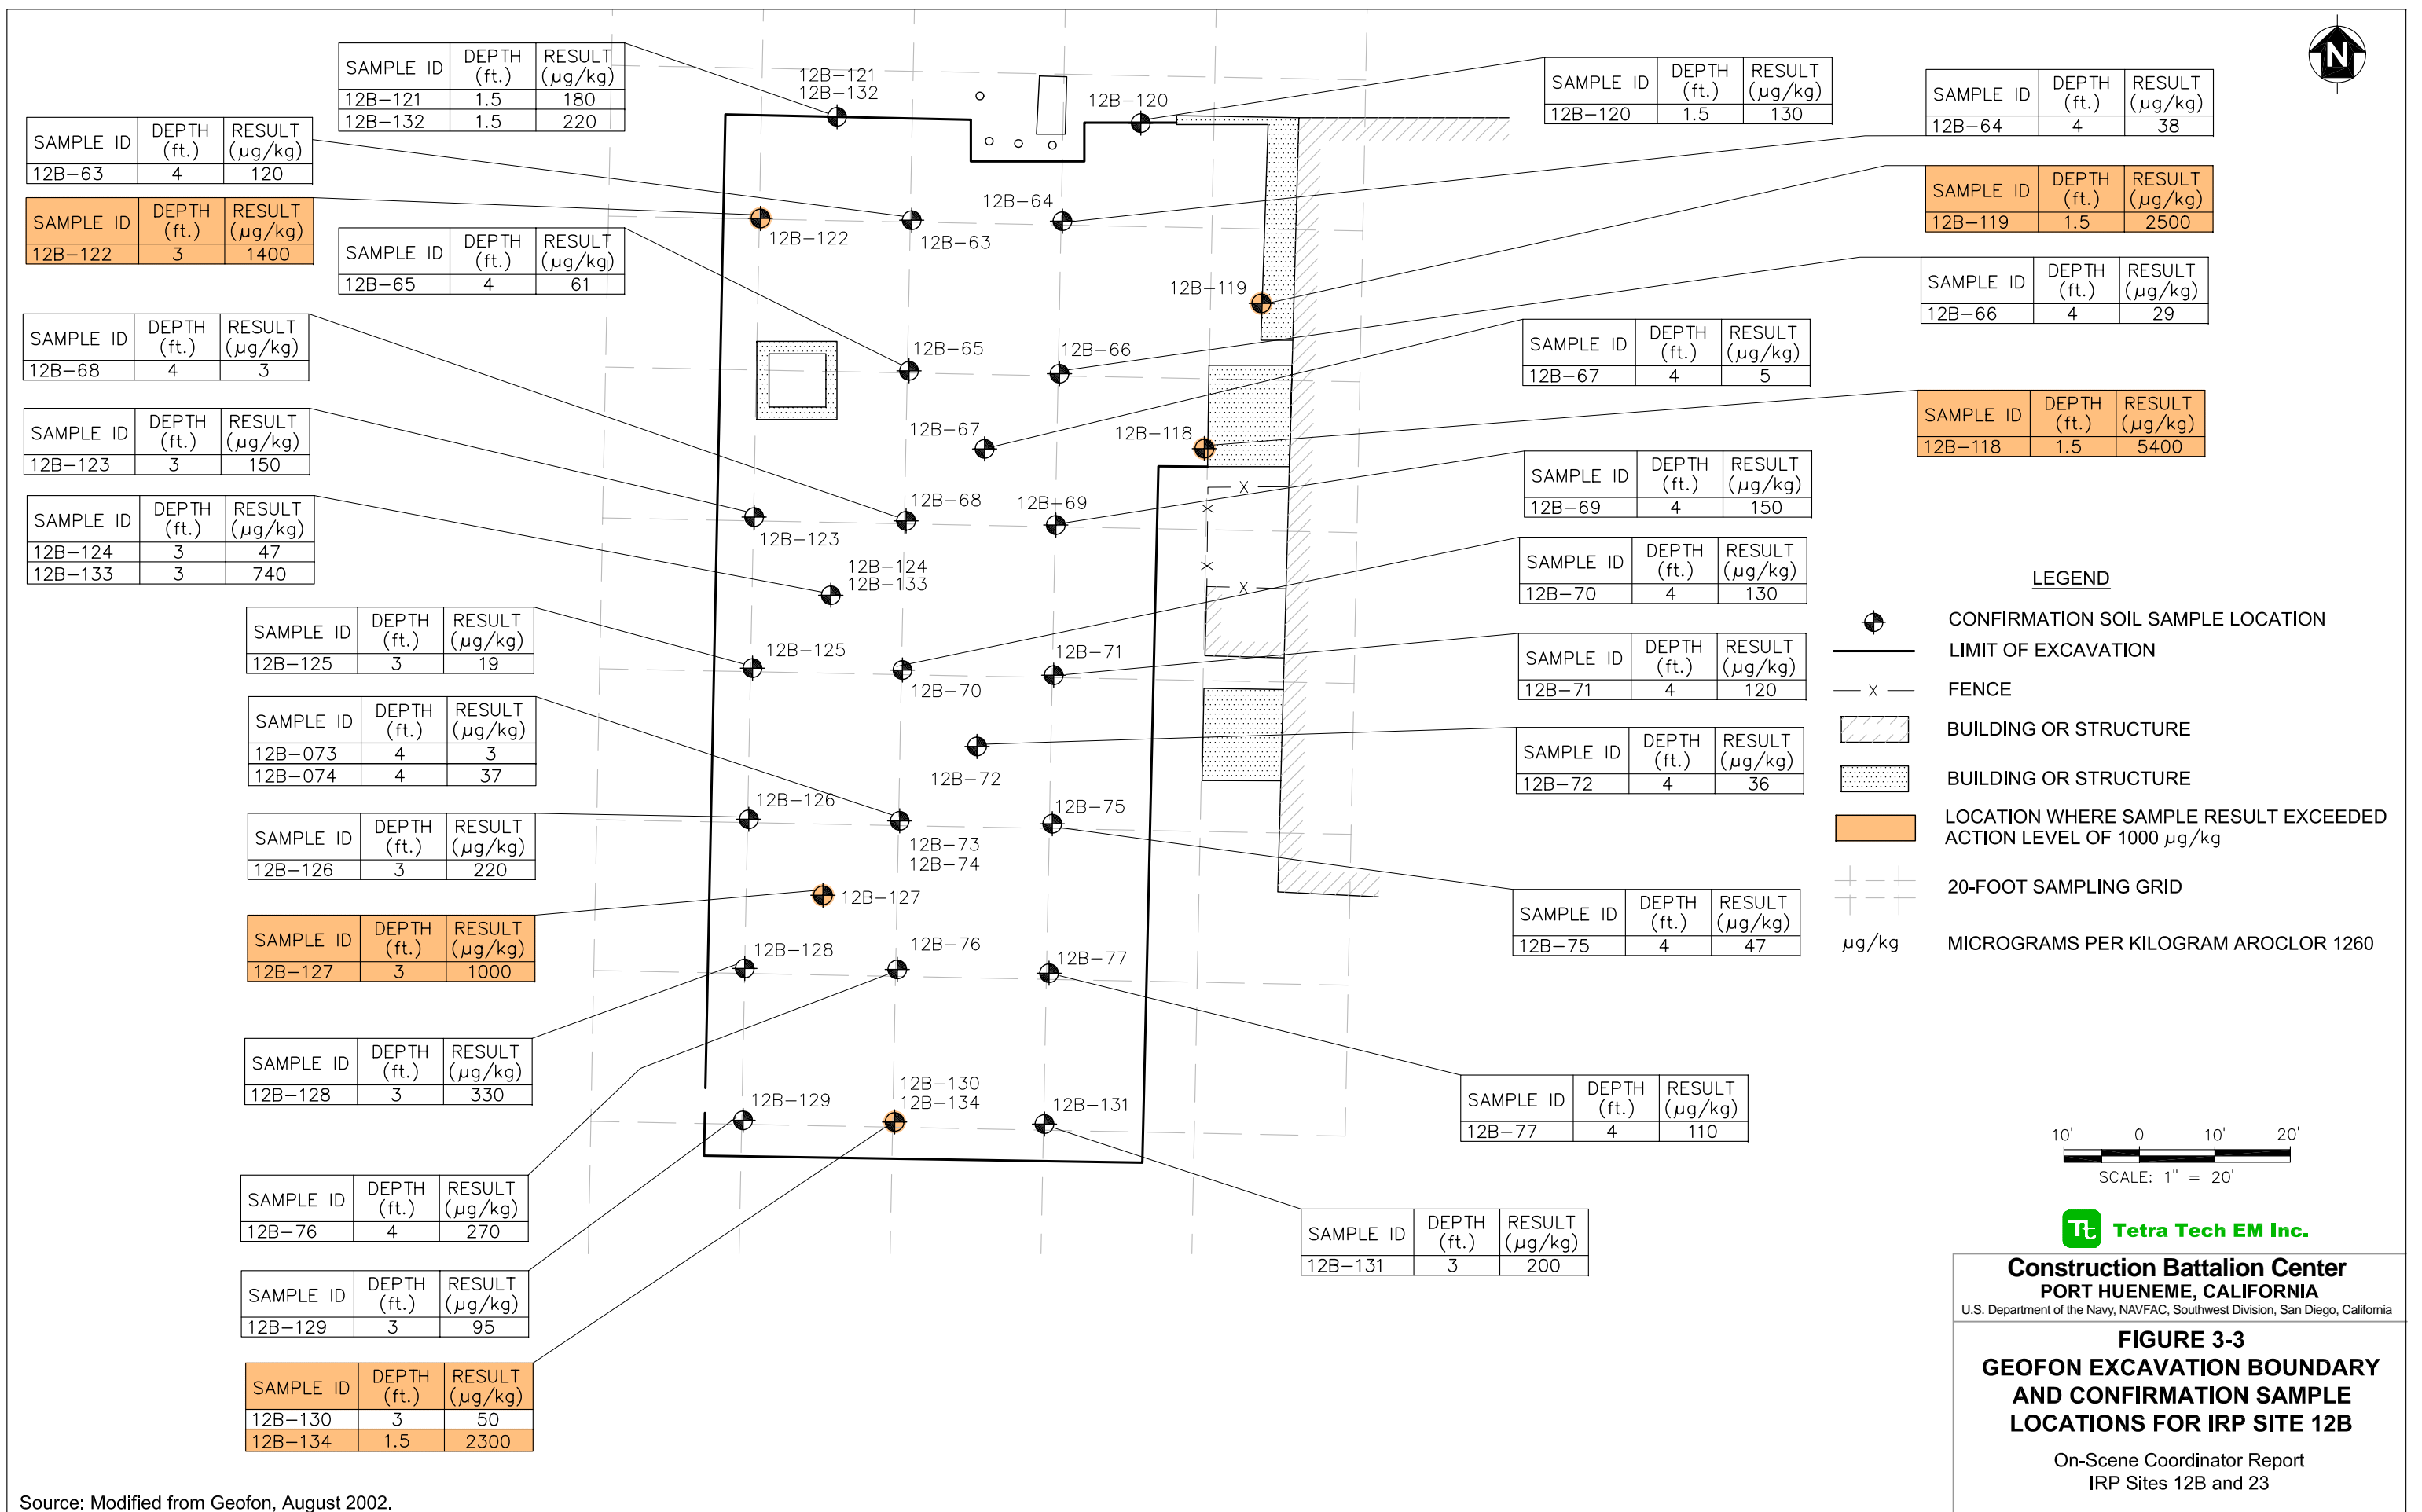 N
SAMPLE ID DEPTH (ft.) RESULT (µg/kg)
12B-121 1.5 180
12B-132 1.5 220
SAMPLE ID DEPTH (ft.) RESULT (µg/kg)
12B-63 4 120
SAMPLE ID DEPTH (ft.) RESULT (µg/kg)
12B-122 3 1400
SAMPLE ID DEPTH (ft.) RESULT (µg/kg)
12B-65 4 61
SAMPLE ID DEPTH (ft.) RESULT (µg/kg)
12B-68 4 3
SAMPLE ID DEPTH (ft.) RESULT (µg/kg)
12B-123 3 150
SAMPLE ID DEPTH (ft.) RESULT (µg/kg)
12B-124 3 47
12B-133 3 740
SAMPLE ID DEPTH (ft.) RESULT (µg/kg)
12B-125 3 19
SAMPLE ID DEPTH (ft.) RESULT (µg/kg)
12B-073 4 3
12B-074 4 37
SAMPLE ID DEPTH (ft.) RESULT (µg/kg)
12B-126 3 220
SAMPLE ID DEPTH (ft.) RESULT (µg/kg)
12B-127 3 1000
SAMPLE ID DEPTH (ft.) RESULT (µg/kg)
12B-128 3 330
SAMPLE ID DEPTH (ft.) RESULT (µg/kg)
12B-76 4 270
SAMPLE ID DEPTH (ft.) RESULT (µg/kg)
12B-129 3 95
SAMPLE ID DEPTH (ft.) RESULT (µg/kg)
12B-130 3 50
12B-134 1.5 2300
12B-121
12B-132
12B-120
12B-64
12B-122
12B-63
12B-119
12B-65
12B-66
12B-67
12B-118
12B-68
12B-69
12B-123
12B-124
12B-133
X
X
X
X
12B-125
12B-71
12B-70
12B-72
12B-126
12B-75
12B-73
12B-74
12B-127
12B-128
12B-76
12B-77
12B-129
12B-130
12B-134
12B-131
SAMPLE ID DEPTH (ft.) RESULT (µg/kg)
12B-120 1.5 130
SAMPLE ID DEPTH (ft.) RESULT (µg/kg)
12B-64 4 38
SAMPLE ID DEPTH (ft.) RESULT (µg/kg)
12B-119 1.5 2500
SAMPLE ID DEPTH (ft.) RESULT (µg/kg)
12B-66 4 29
SAMPLE ID DEPTH (ft.) RESULT (µg/kg)
12B-67 4 5
SAMPLE ID DEPTH (ft.) RESULT (µg/kg)
12B-118 1.5 5400
SAMPLE ID DEPTH (ft.) RESULT (µg/kg)
12B-69 4 150
SAMPLE ID DEPTH (ft.) RESULT (µg/kg)
12B-70 4 130
SAMPLE ID DEPTH (ft.) RESULT (µg/kg)
12B-71 4 120
SAMPLE ID DEPTH (ft.) RESULT (µg/kg)
12B-72 4 36
SAMPLE ID DEPTH (ft.) RESULT (µg/kg)
12B-75 4 47
SAMPLE ID DEPTH (ft.) RESULT (µg/kg)
12B-77 4 110
SAMPLE ID DEPTH (ft.) RESULT (µg/kg)
12B-131 3 200
LEGEND
CONFIRMATION SOIL SAMPLE LOCATION
LIMIT OF EXCAVATION
X FENCE
BUILDING OR STRUCTURE
BUILDING OR STRUCTURE
LOCATION WHERE SAMPLE RESULT EXCEEDED
ACTION LEVEL OF 1000 µg/kg
20-FOOT SAMPLING GRID
µg/kg MICROGRAMS PER KILOGRAM AROCLOR 1260
10' 0 10' 20'
SCALE: 1" = 20'
Tt Tetra Tech EM Inc.
Construction Battalion Center
PORT HUENEME, CALIFORNIA
U.S. Department of the Navy, NAVFAC, Southwest Division, San Diego, California
FIGURE 3-3
GEOFON EXCAVATION BOUNDARY
AND CONFIRMATION SAMPLE
LOCATIONS FOR IRP SITE 12B
On-Scene Coordinator Report
IRP Sites 12B and 23
Source: Modified from Geofon, August 2002.